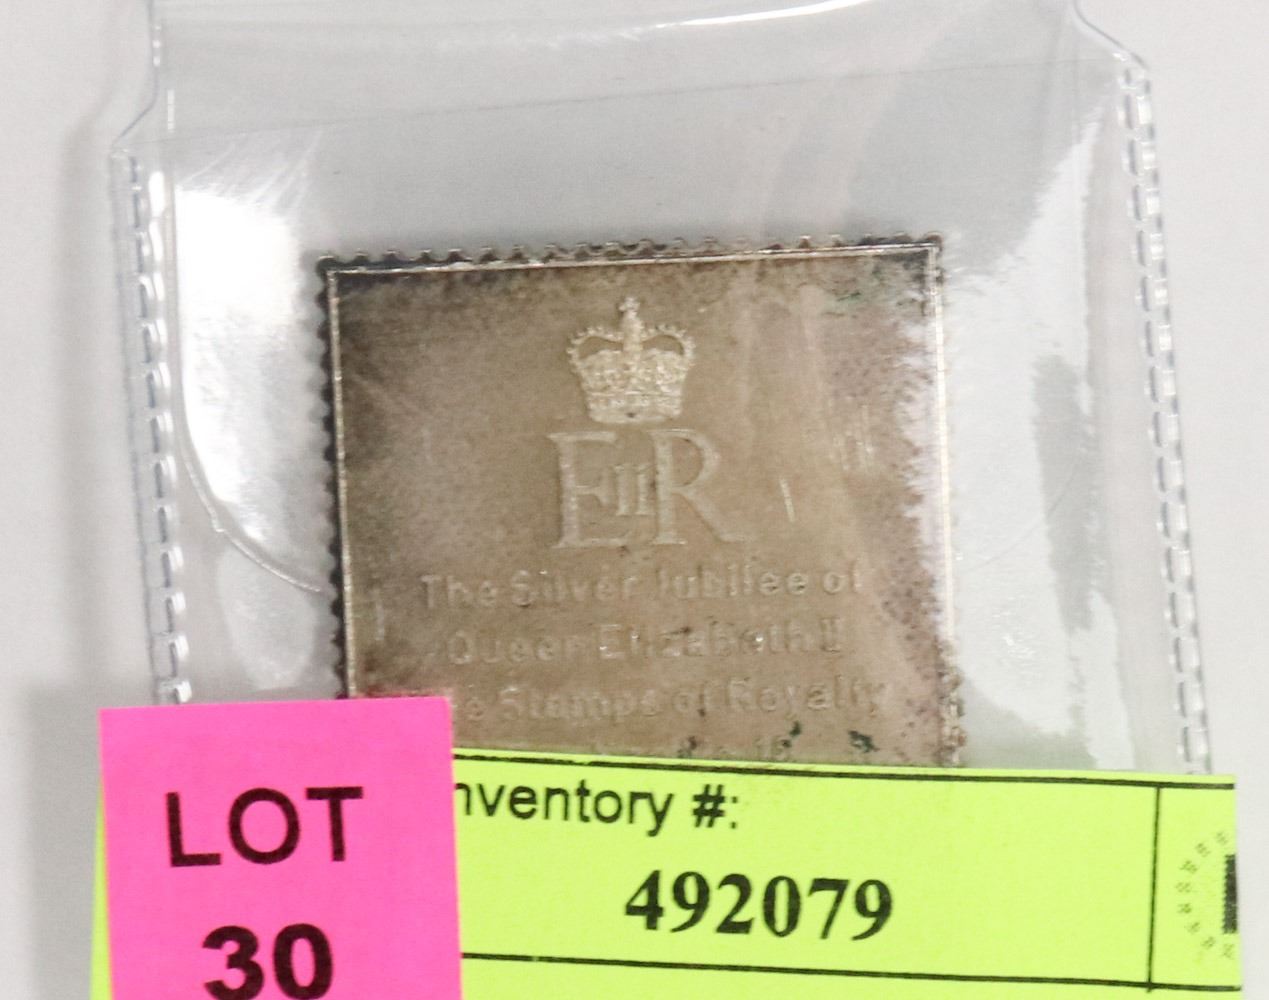 EIIR
The Silver Jubilee of
Queen Elizabeth II
Stamps of Royalty
nventory #:
492079
LOT
30